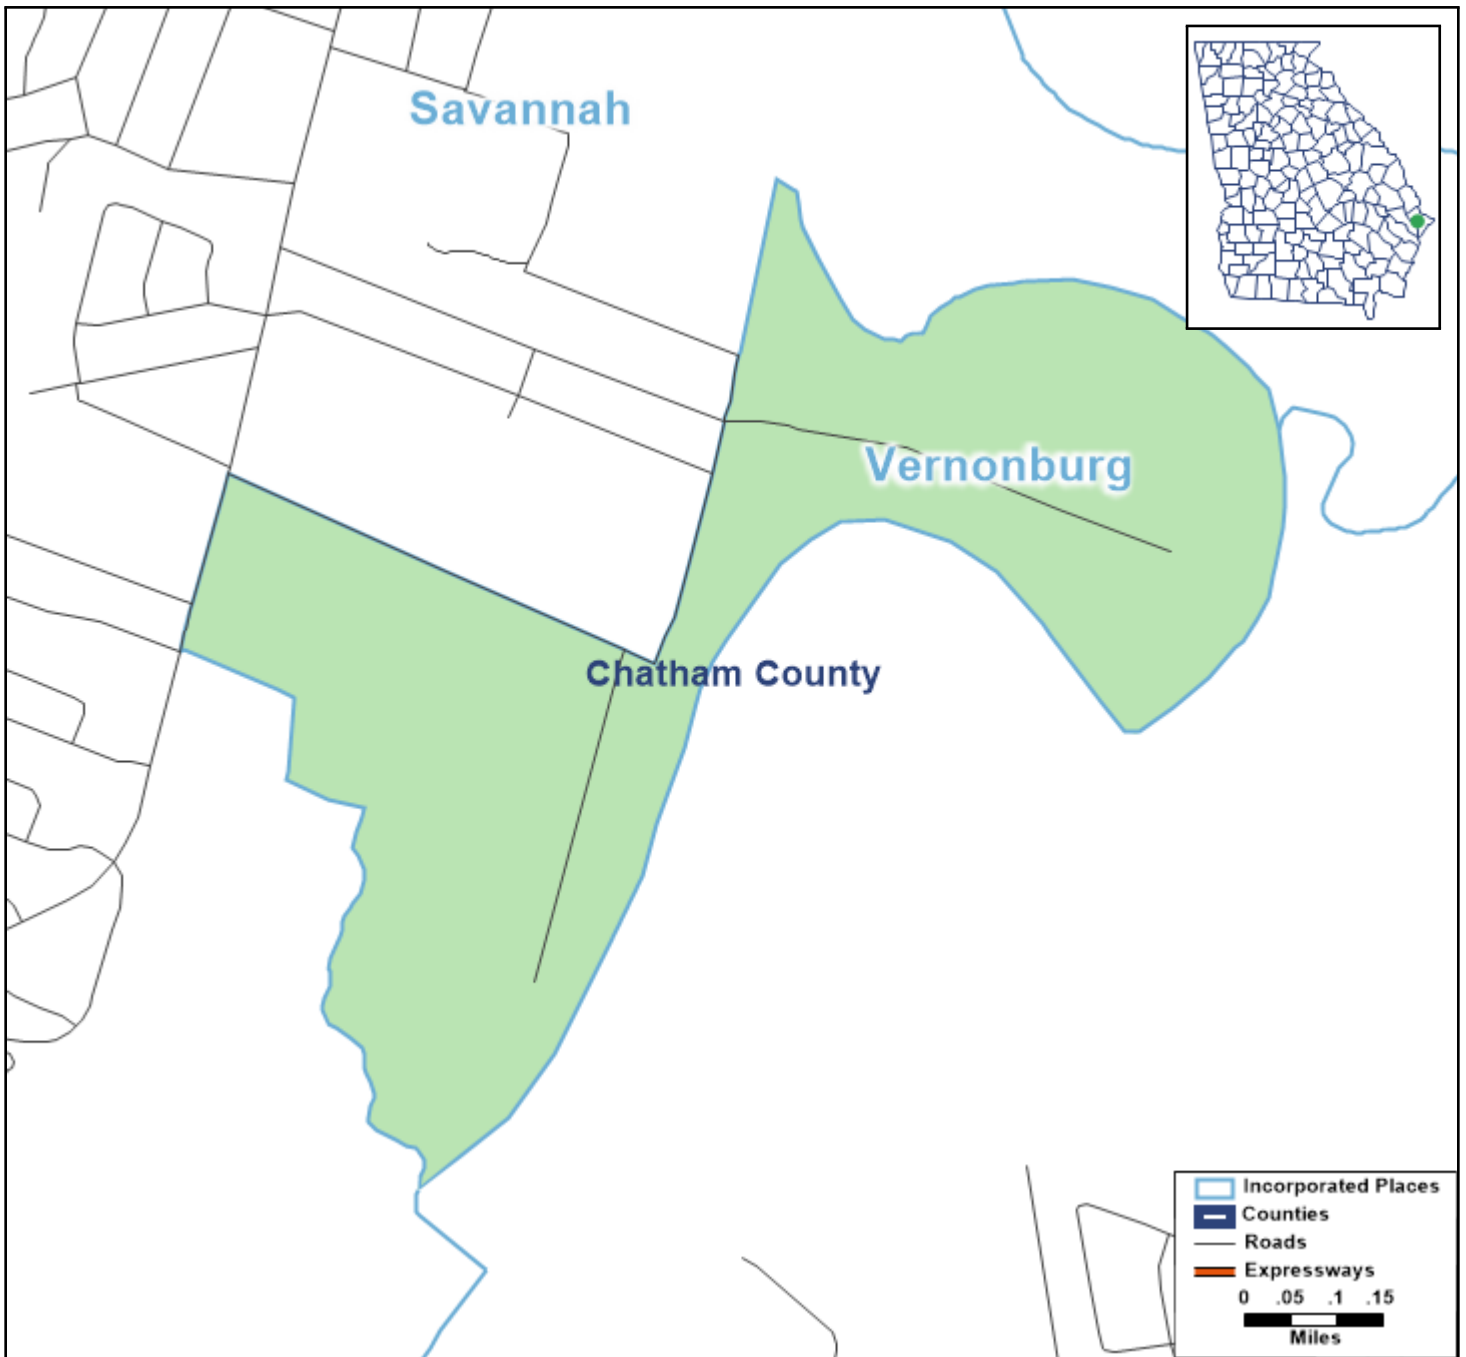 Savannah
Vernonburg
Chatham County
Incorporated Places
Counties
Roads
Expressways
0 .05 .1 .15
Miles